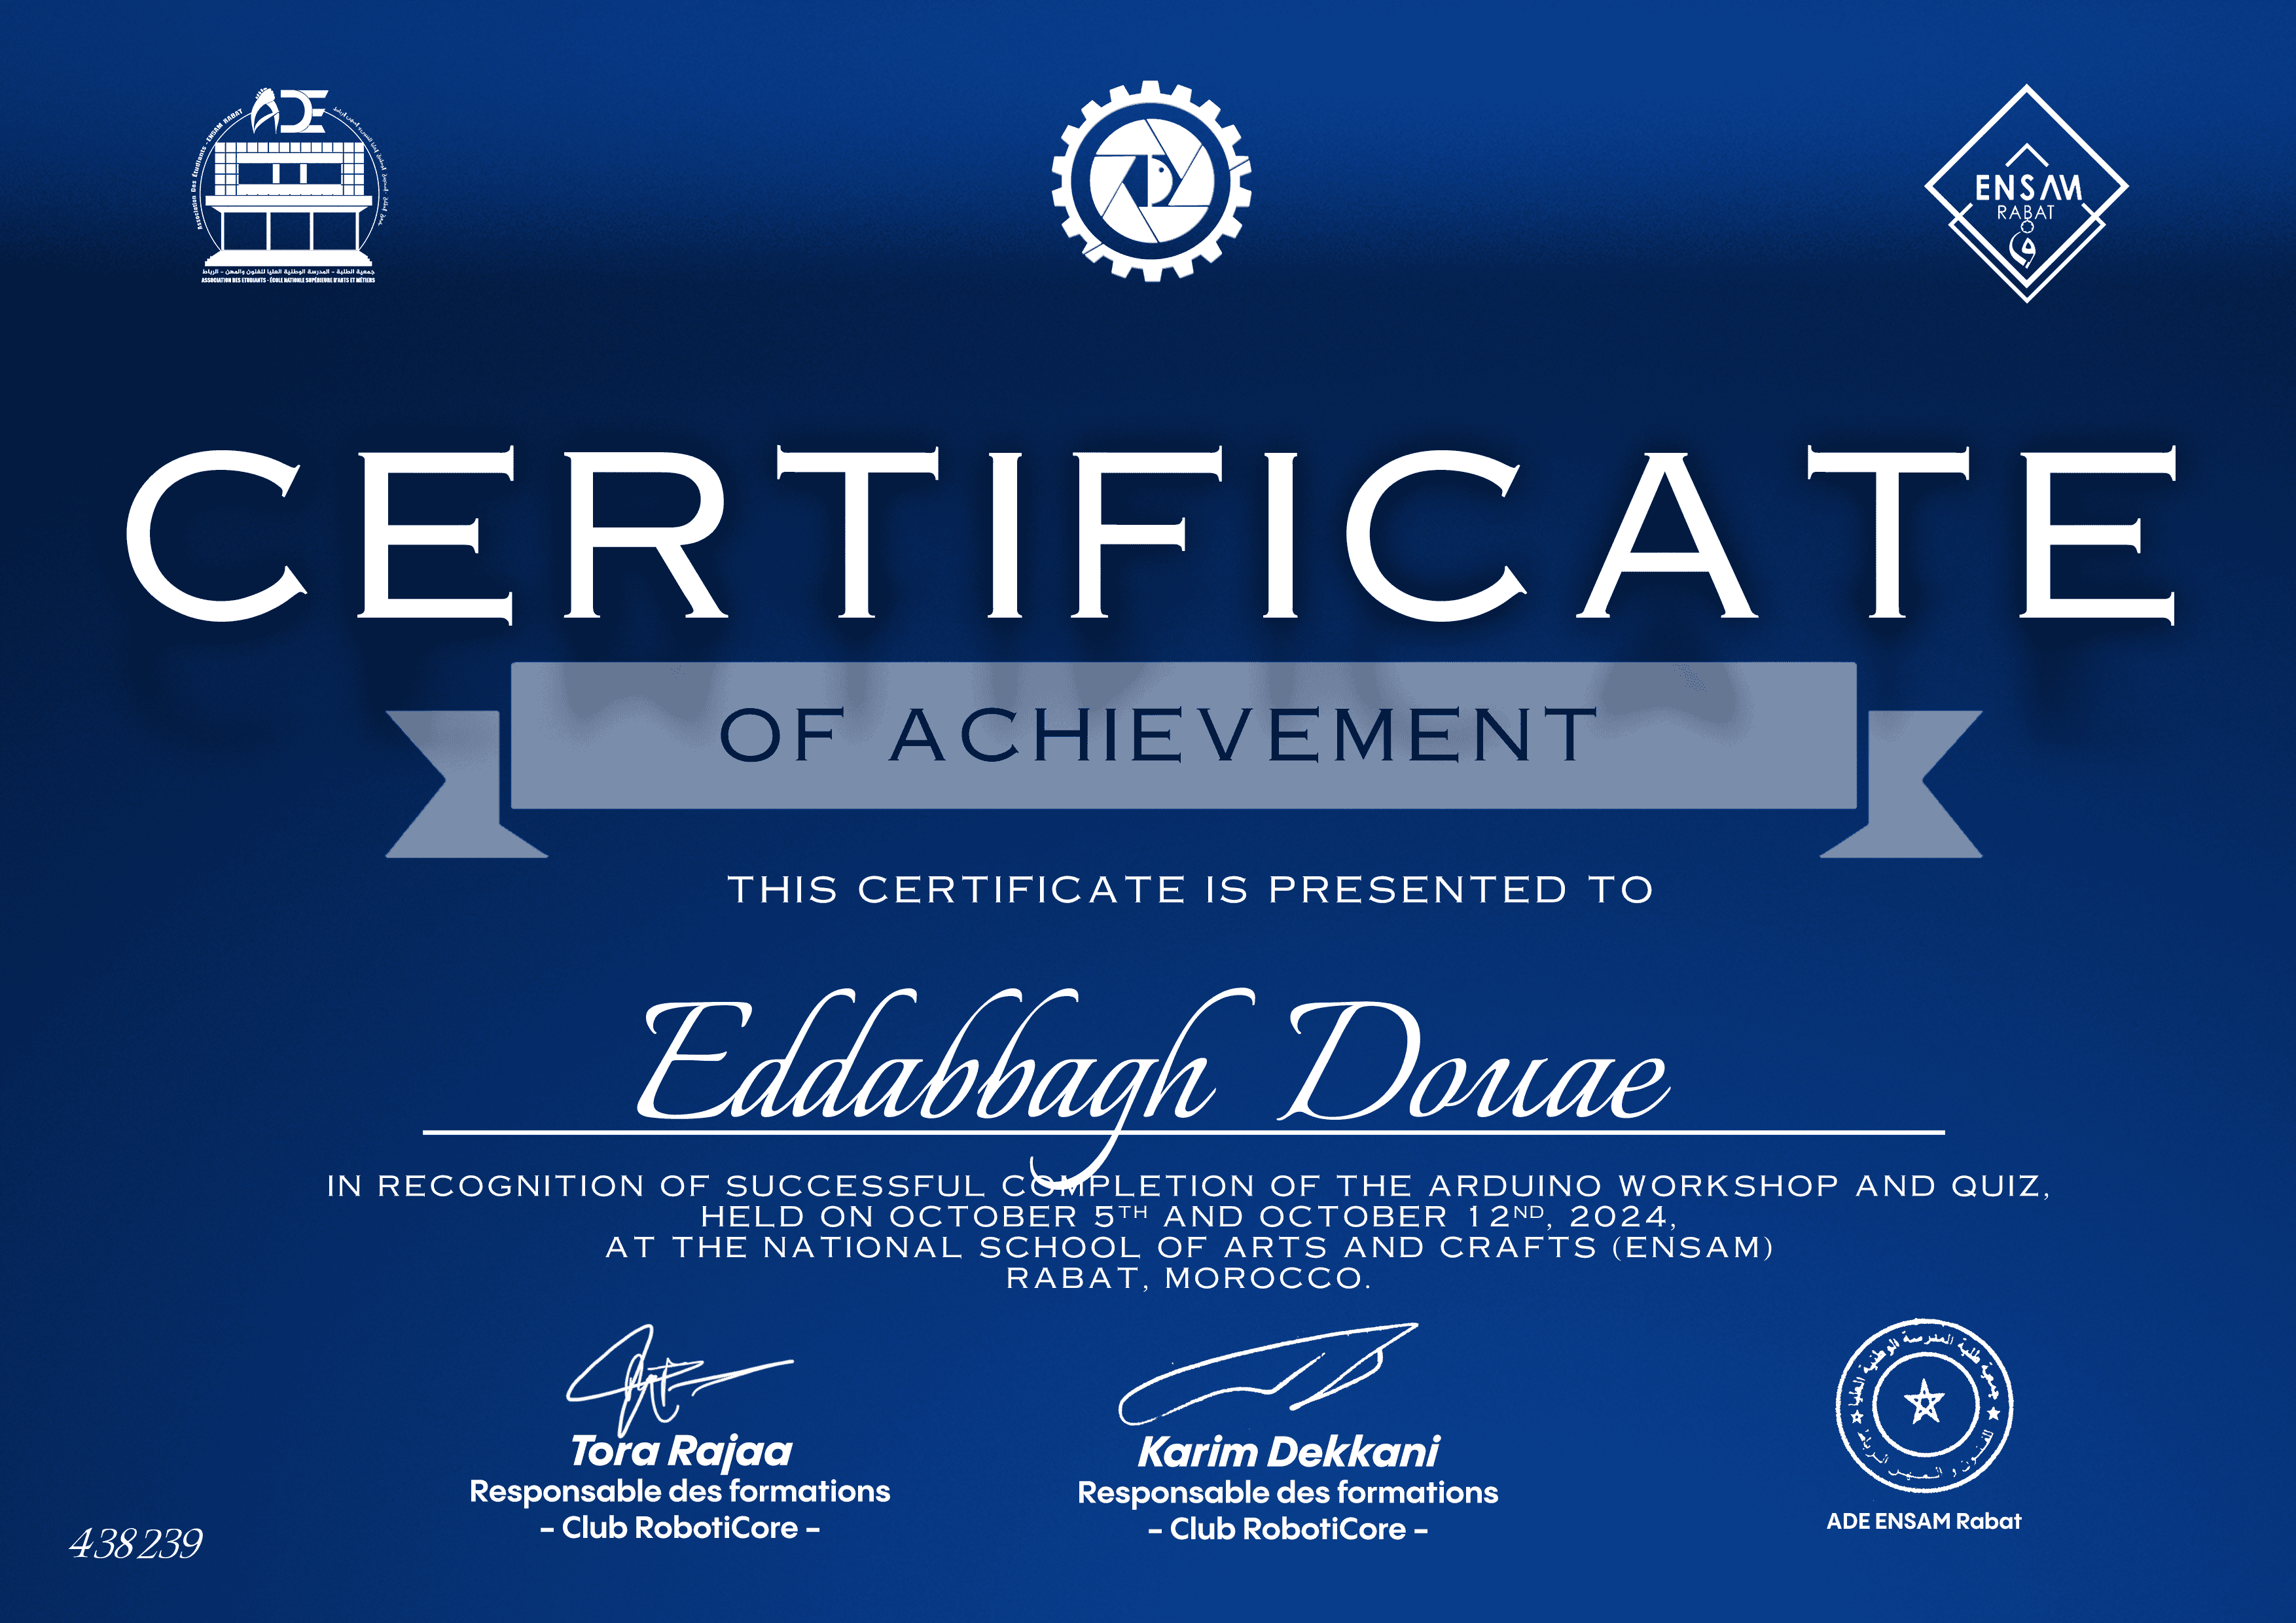 ADE
Association Des Etudiants - ENSAM RABAT
جمعية الطلبة - المدرسة الوطنية العليا للفنون والمهن - الرباط
ASSOCIATION DES ETUDIANTS - ÉCOLE NATIONALE SUPÉRIEURE D'ARTS ET MÉTIERS
ENSAM
RABAT
CERTIFICATE
OF ACHIEVEMENT
THIS CERTIFICATE IS PRESENTED TO
Eddabbagh Douae
IN RECOGNITION OF SUCCESSFUL COMPLETION OF THE ARDUINO WORKSHOP AND QUIZ,
HELD ON OCTOBER 5TH AND OCTOBER 12ND, 2024,
AT THE NATIONAL SCHOOL OF ARTS AND CRAFTS (ENSAM)
RABAT, MOROCCO.
Tora Rajaa
Responsable des formations
- Club RobotiCore -
Karim Dekkani
Responsable des formations
- Club RobotiCore -
جمعية طلبة المدرسة الوطنية العليا
للفنون و المهن الرباط
ADE ENSAM Rabat
438239